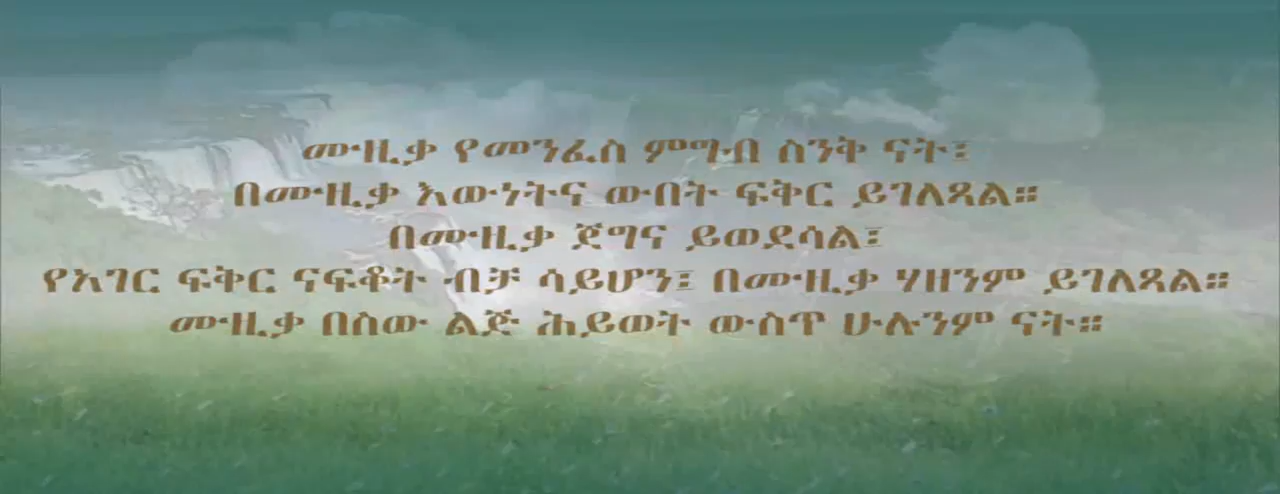 ሙዚቃ የመንፈስ ምግብ ስንቅ ናት፤
በሙዚቃ እውነትና ውበት ፍቅር ይገለጻል።
በሙዚቃ ጀግና ይወደሳል፤
የአገር ፍቅር ናፍቆት ብቻ ሳይሆን፤ በሙዚቃ ሃዘንም ይገለጻል።
ሙዚቃ በስው ልጅ ሕይወት ውስጥ ሁሉንም ናት።